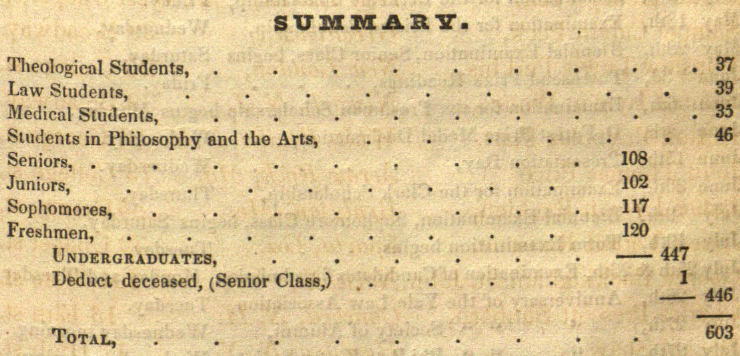 SUMMARY.
Theological Students, . . . . . . . . . . . 37
Law Students, . . . . . . . . . . . . 39
Medical Students, . . . . . . . . . . . 35
Students in Philosophy and the Arts, . . . . . . . . 46
Seniors, . . . . . . . . . . . 108
Juniors, . . . . . . . . . . . 102
Sophomores, . . . . . . . . . . 117
Freshmen, . . . . . . . . . . 120
UNDERGRADUATES, . . . . . . . . — 447
Deduct deceased, (Senior Class,) . . . . . . 1
— 446
TOTAL, . . . . . . . . . . . 603